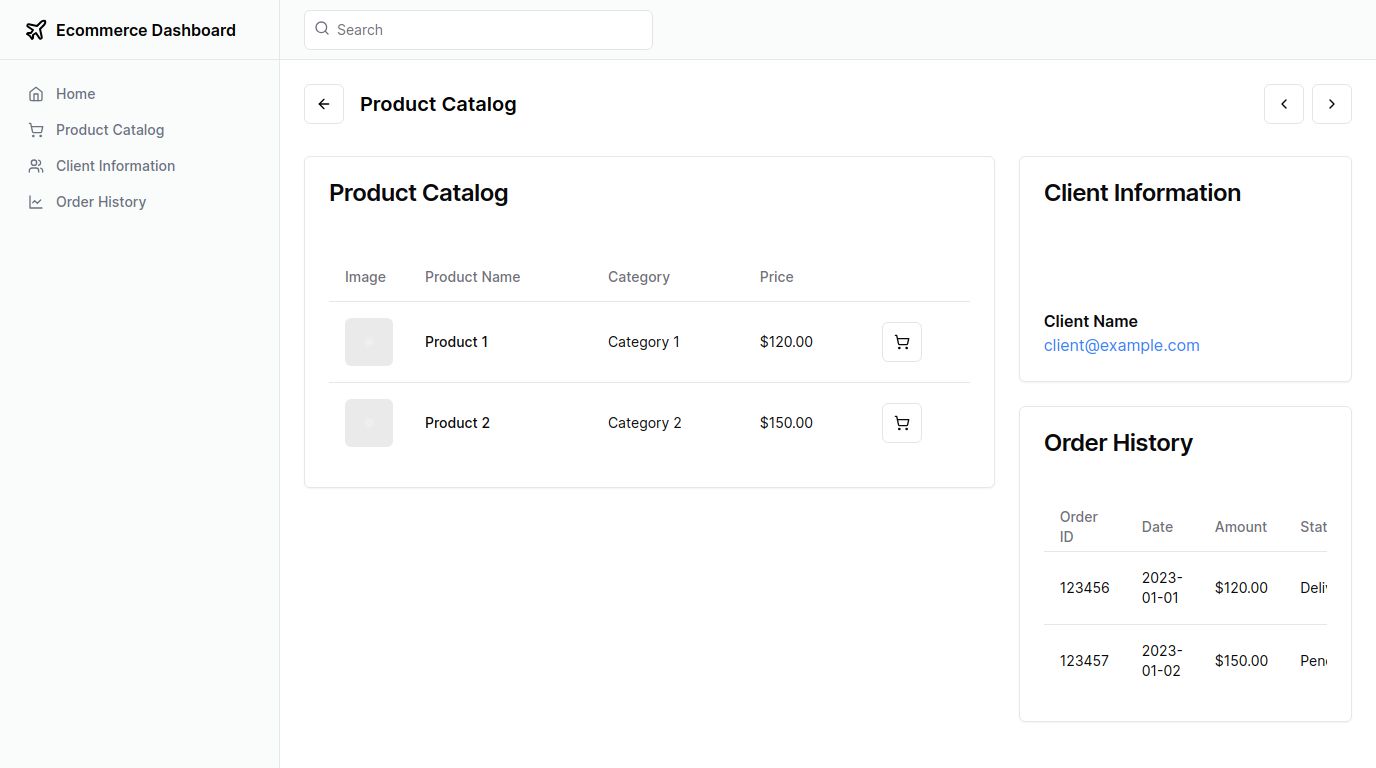 Ecommerce Dashboard
Search
Home
Product Catalog
Client Information
Order History
Product Catalog
Product Catalog
Image Product Name Category Price
Product 1 Category 1 $120.00
Product 2 Category 2 $150.00
Client Information
Client Name
client@example.com
Order History
Order ID Date Amount Stat
123456 2023-01-01 $120.00 Deli
123457 2023-01-02 $150.00 Pen